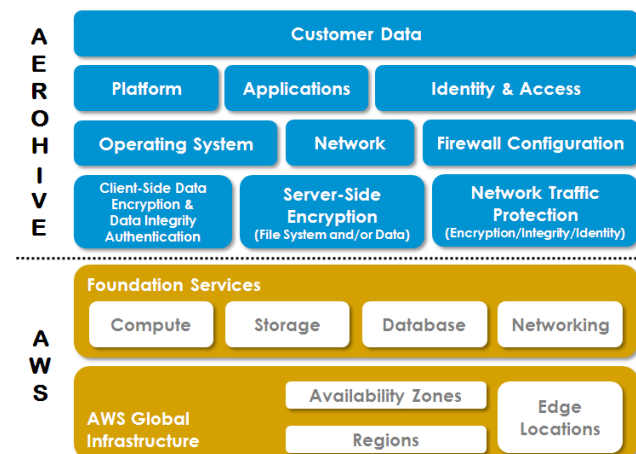 AEROHIVE
Customer Data
Platform
Applications
Identity & Access
Operating System
Network
Firewall Configuration
Client-Side Data
Encryption &
Data Integrity
Authentication
Server-Side
Encryption
(File System and/or Data)
Network Traffic
Protection
(Encryption/Integrity/Identity)
AWS
Foundation Services
Compute
Storage
Database
Networking
AWS Global
Infrastructure
Availability Zones
Regions
Edge
Locations